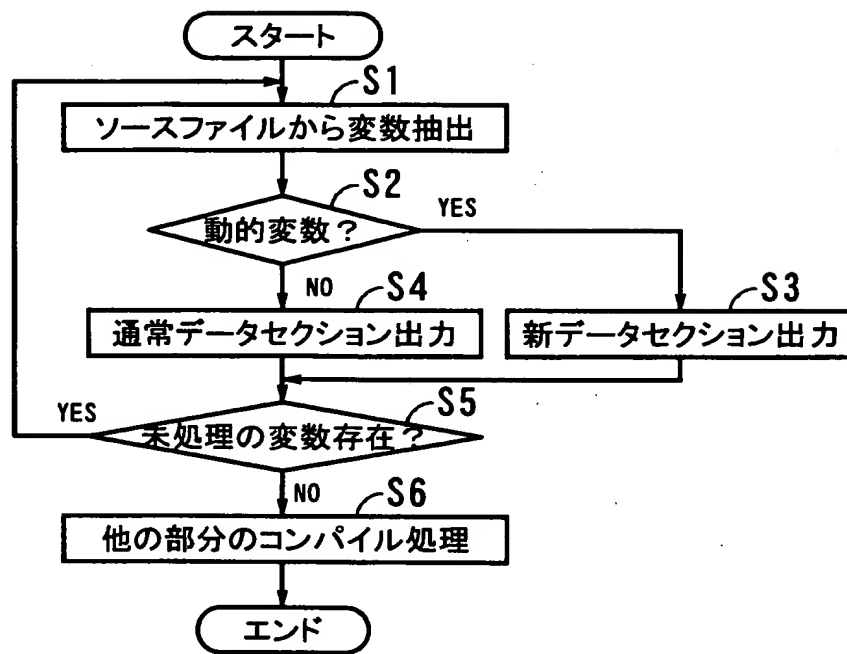 スタート
S1
ソースファイルから変数抽出
S2
動的変数？
YES
NO
S4
通常データセクション出力
S3
新データセクション出力
S5
YES
未処理の変数存在？
NO
S6
他の部分のコンパイル処理
エンド